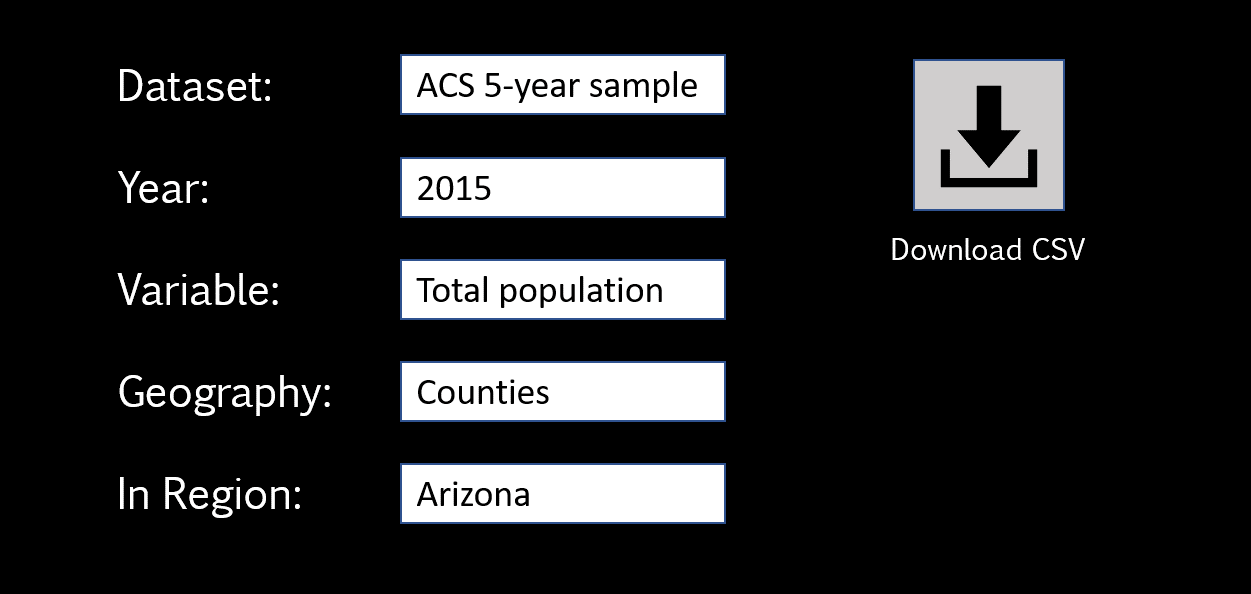 Dataset: ACS 5-year sample
Year: 2015
Variable: Total population
Geography: Counties
In Region: Arizona
Download CSV